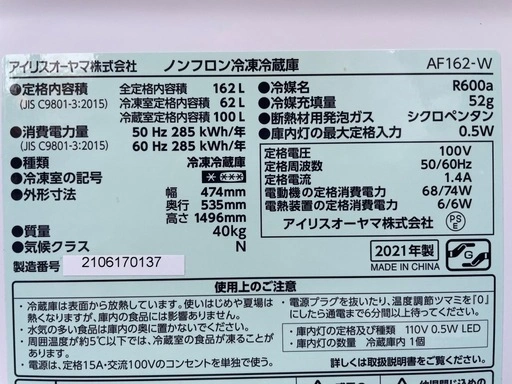 アイリスオーヤマ株式会社 ノンフロン冷凍冷蔵庫 AF162-W
●定格内容積 全定格内容積 162L
(JIS C9801-3:2015) 冷凍室定格内容積 62L
冷蔵室定格内容積 100L
●消費電力量 50 Hz 285 kWh/年
(JIS C9801-3:2015) 60 Hz 285 kWh/年
●種類 冷凍冷蔵庫
●冷凍室の記号
●外形寸法 幅 474mm
奥行 535mm
高さ 1496mm
●質量 40kg
●気候クラス N
製造番号 2106170137
●冷媒名 R600a
●冷媒充填量 52g
●断熱材用発泡ガス シクロペンタン
●庫内灯の最大定格入力 0.5W
定格電圧 100V
定格周波数 50/60Hz
定格電流 1.4A
電動機の定格消費電力 68/74W
電熱装置の定格消費電力 6/6W
アイリスオーヤマ株式会社 PSE
2021年製
MADE IN CHINA G
使用上のご注意
・冷蔵庫は表面から放熱しています。使いはじめや夏場は
熱くなりますが、庫内の食品には影響ありません。
・水気の多い食品は庫内の奥に置かないでください。
・周囲温度が約5℃以下では、冷蔵室の食品が凍ることが
あります。
・電源は、定格15A・交流100Vのコンセントを単独で使う。
・電源プラグを抜いたり、温度調節ツマミを「0」
にしたら通電まで6分間以上待ってください。
・庫内灯の定格及び種類 110V 0.5W LED
・庫内灯の数量 冷蔵庫内 1個
詳しくは取扱説明書をご覧ください